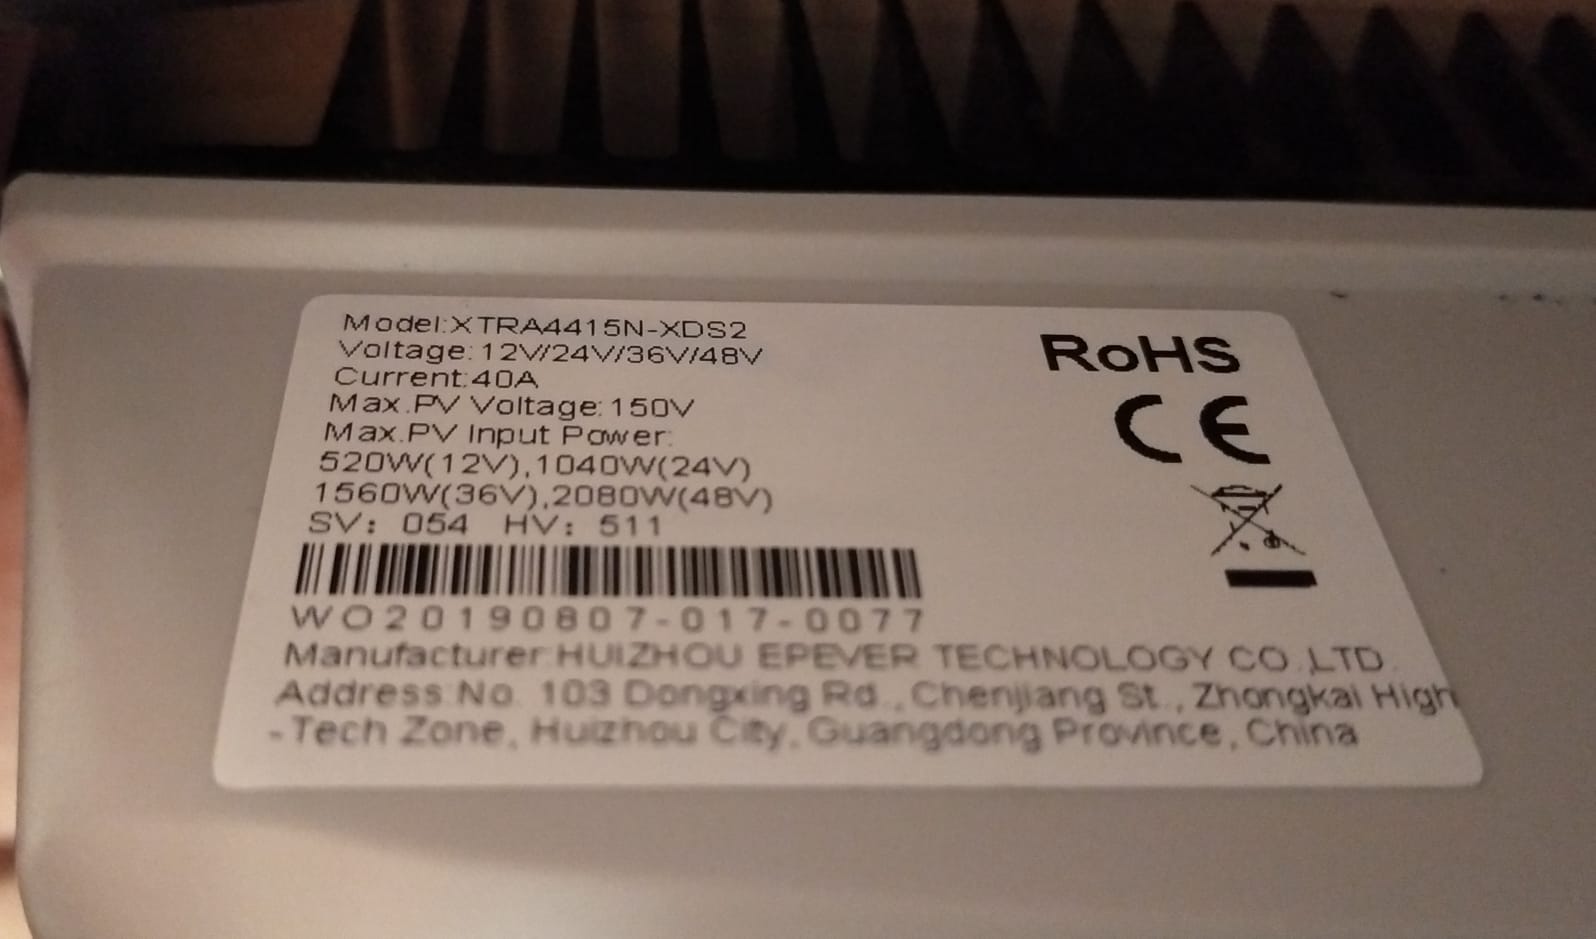 Model:XTRA4415N-XDS2
Voltage:12V/24V/36V/48V
Current:40A
Max.PV Voltage:150V
Max.PV Input Power:
520W(12V),1040W(24V)
1560W(36V),2080W(48V)
SV: 054 HV: 511
WO20190807-017-0077
Manufacturer:HUIZHOU EPEVER TECHNOLOGY CO.,LTD.
Address:No. 103 Dongxing Rd.,Chenjiang St., Zhongkai High
-Tech Zone, Huizhou City, Guangdong Province, China
RoHS
CE